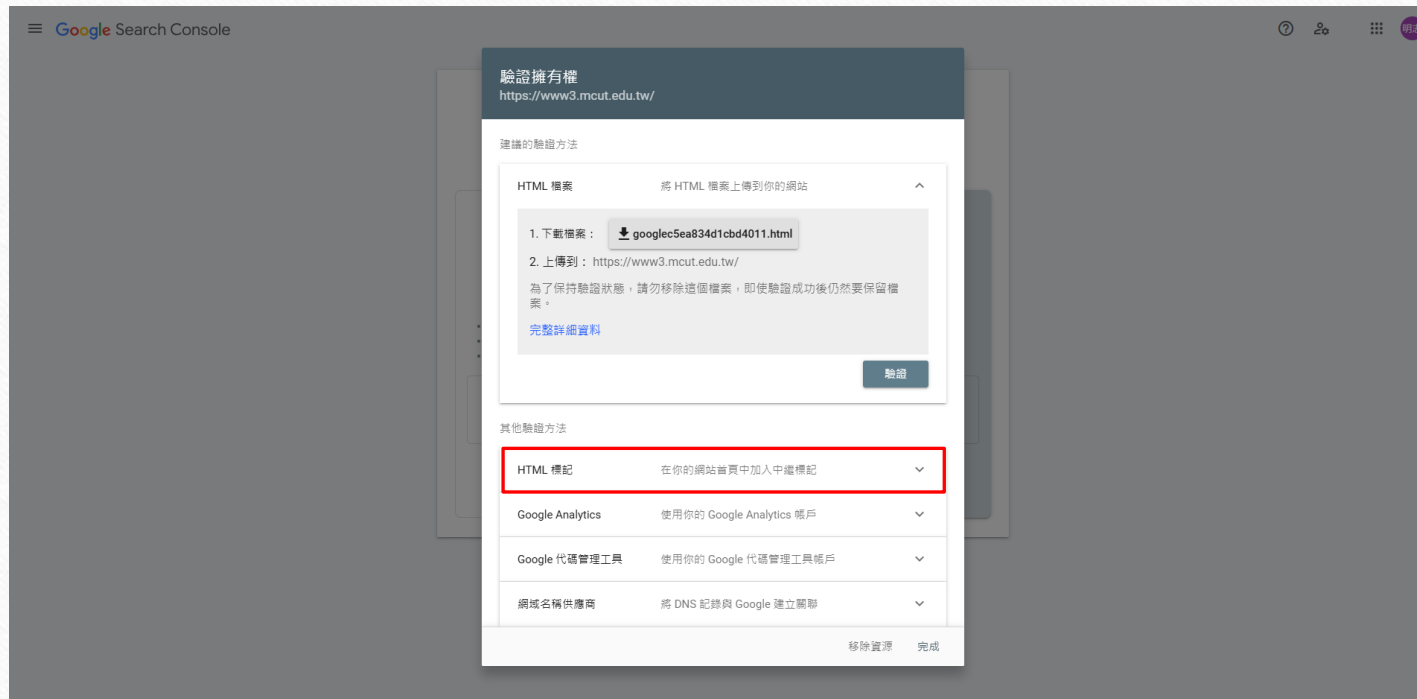 Google Search Console
明志
驗證擁有權
https://www3.mcut.edu.tw/
建議的驗證方法
HTML 檔案 將 HTML 檔案上傳到你的網站
1. 下載檔案： googlec5ea834d1cbd4011.html
2. 上傳到： https://www3.mcut.edu.tw/
為了保持驗證狀態，請勿移除這個檔案，即使驗證成功後仍然要保留檔
案。
完整詳細資料
驗證
其他驗證方法
HTML 標記 在你的網站首頁中加入中繼標記
Google Analytics 使用你的 Google Analytics 帳戶
Google 代碼管理工具 使用你的 Google 代碼管理工具帳戶
網域名稱供應商 將 DNS 記錄與 Google 建立關聯
移除資源 完成